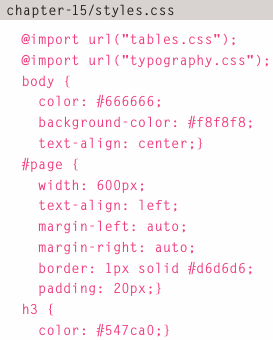 chapter-15/styles.css
@import url("tables.css");
@import url("typography.css");
body {
color: #666666;
background-color: #f8f8f8;
text-align: center;}
#page {
width: 600px;
text-align: left;
margin-left: auto;
margin-right: auto;
border: 1px solid #d6d6d6;
padding: 20px;}
h3 {
color: #547ca0;}